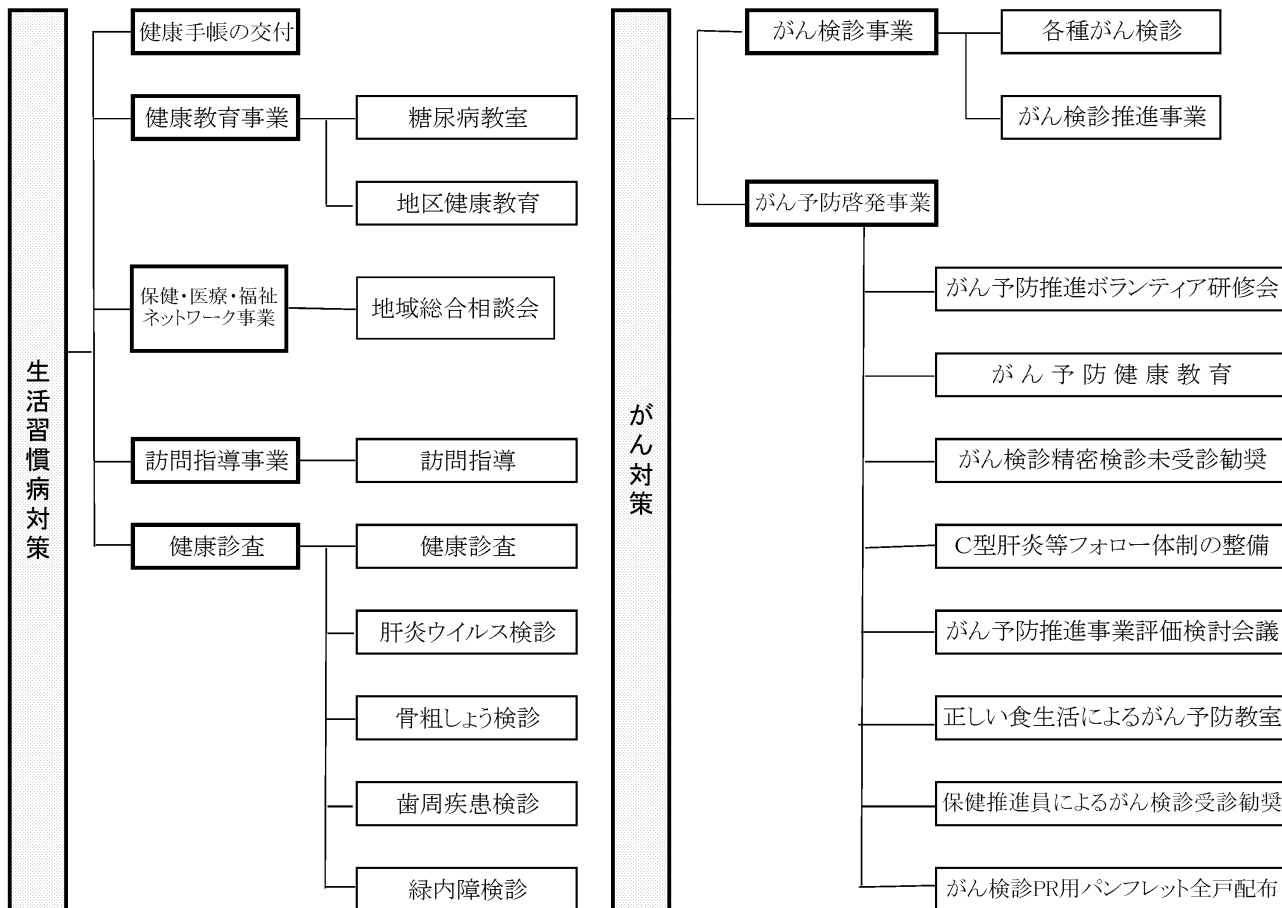 生活習慣病対策
健康手帳の交付
健康教育事業
糖尿病教室
地区健康教育
保健・医療・福祉
ネットワーク事業
地域総合相談会
訪問指導事業
訪問指導
健康診査
健康診査
肝炎ウイルス検診
骨粗しょう検診
歯周疾患検診
緑内障検診
がん対策
がん検診事業
各種がん検診
がん検診推進事業
がん予防啓発事業
がん予防推進ボランティア研修会
がん予防健康教育
がん検診精密検診未受診勧奨
C型肝炎等フォロー体制の整備
がん予防推進事業評価検討会議
正しい食生活によるがん予防教室
保健推進員によるがん検診受診勧奨
がん検診PR用パンフレット全戸配布